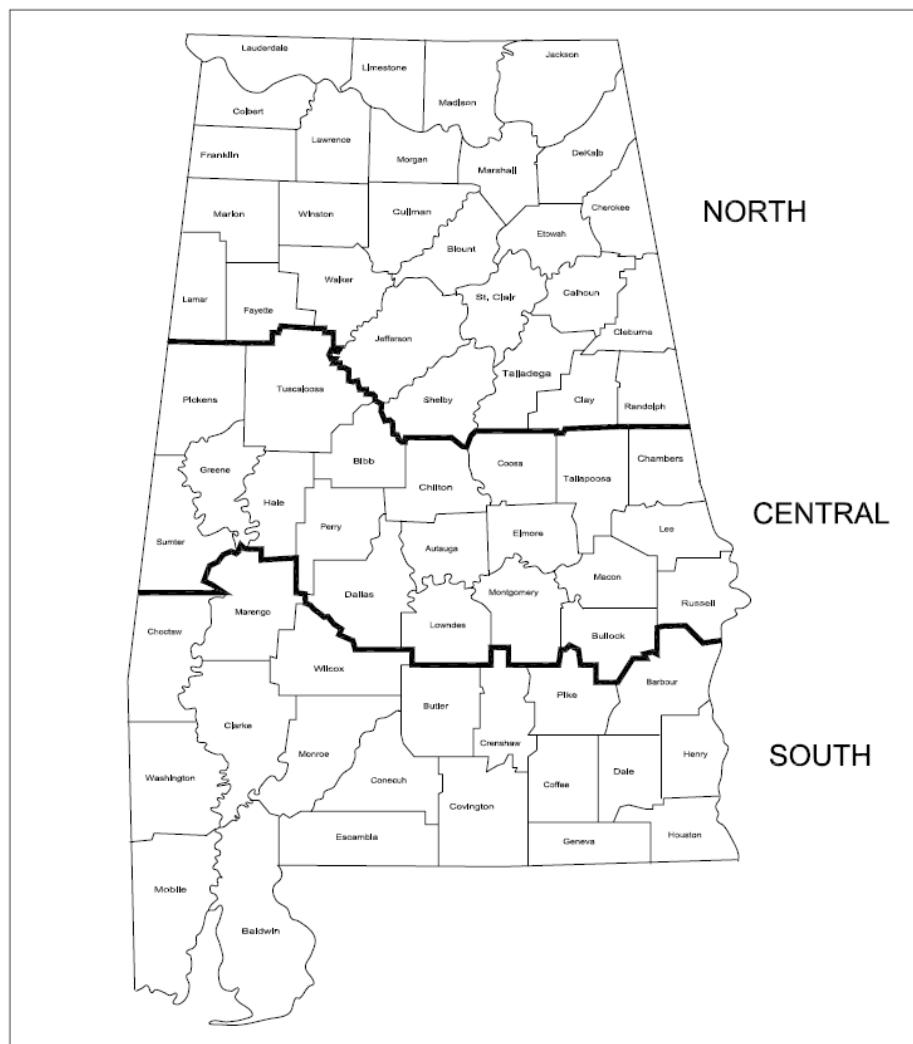 Lauderdale
Limestone
Jackson
Madison
Colbert
Lawrence
Franklin
Morgan
Marshall
DeKalb
NORTH
Marion
Winston
Cullman
Cherokee
Etowah
Blount
Walker
St. Clair
Calhoun
Lamar
Fayette
Jefferson
Cleburne
Talladega
Tuscaloosa
Pickens
Shelby
Clay
Randolph
Bibb
Chambers
Greene
Coosa
Tallapoosa
Chilton
Hale
CENTRAL
Perry
Elmore
Lee
Sumter
Autauga
Macon
Dallas
Montgomery
Russell
Marengo
Lowndes
Choctaw
Bullock
Wilcox
Barbour
Pike
Butler
Clarke
Crenshaw
SOUTH
Monroe
Henry
Washington
Conecuh
Dale
Coffee
Covington
Escambia
Geneva
Houston
Mobile
Baldwin